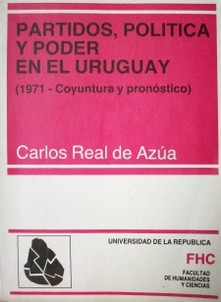 PARTIDOS, POLITICA
Y PODER
EN EL URUGUAY
(1971 - Coyuntura y pronóstico)
Carlos Real de Azúa
UNIVERSIDAD DE LA REPUBLICA
FHC
FACULTAD
DE HUMANIDADES
Y CIENCIAS